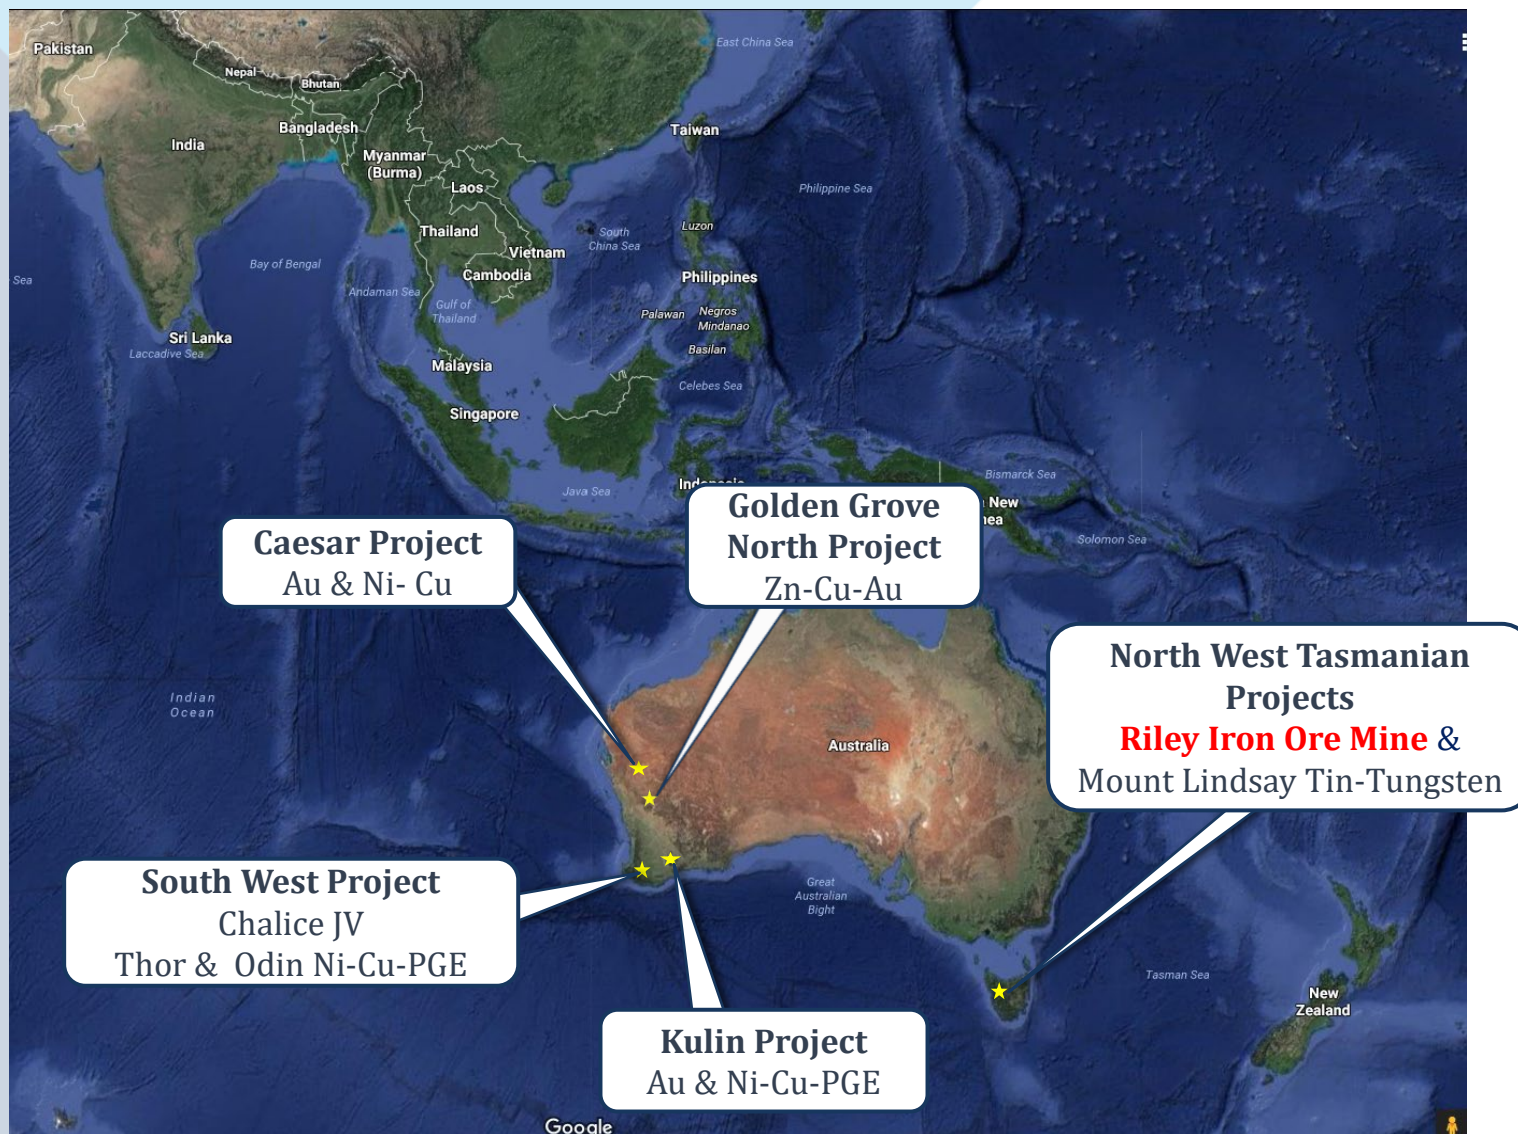 East China Sea
Pakistan
Nepal
Bhutan
Bangladesh
India
Taiwan
Myanmar
(Burma)
Laos
Philippine Sea
Luzon
Thailand
South
China Sea
Vietnam
Bay of Bengal
Cambodia
Philippines
Sea
Andaman Sea
Gulf of
Thailand
Palawan
Negros
Mindanao
Sri Lanka
Laccadive Sea
Basilan
Malaysia
Celebes Sea
Singapore
Bismarck Sea
Java Sea
New
Solomon Sea
Caesar Project
Au & Ni- Cu
Golden Grove
North Project
Zn-Cu-Au
North West Tasmanian
Projects
Riley Iron Ore Mine &
Mount Lindsay Tin-Tungsten
Indian
Ocean
Australia
South West Project
Chalice JV
Thor & Odin Ni-Cu-PGE
Great
Australian
Bight
Tasman Sea
New
Zealand
Kulin Project
Au & Ni-Cu-PGE
Google